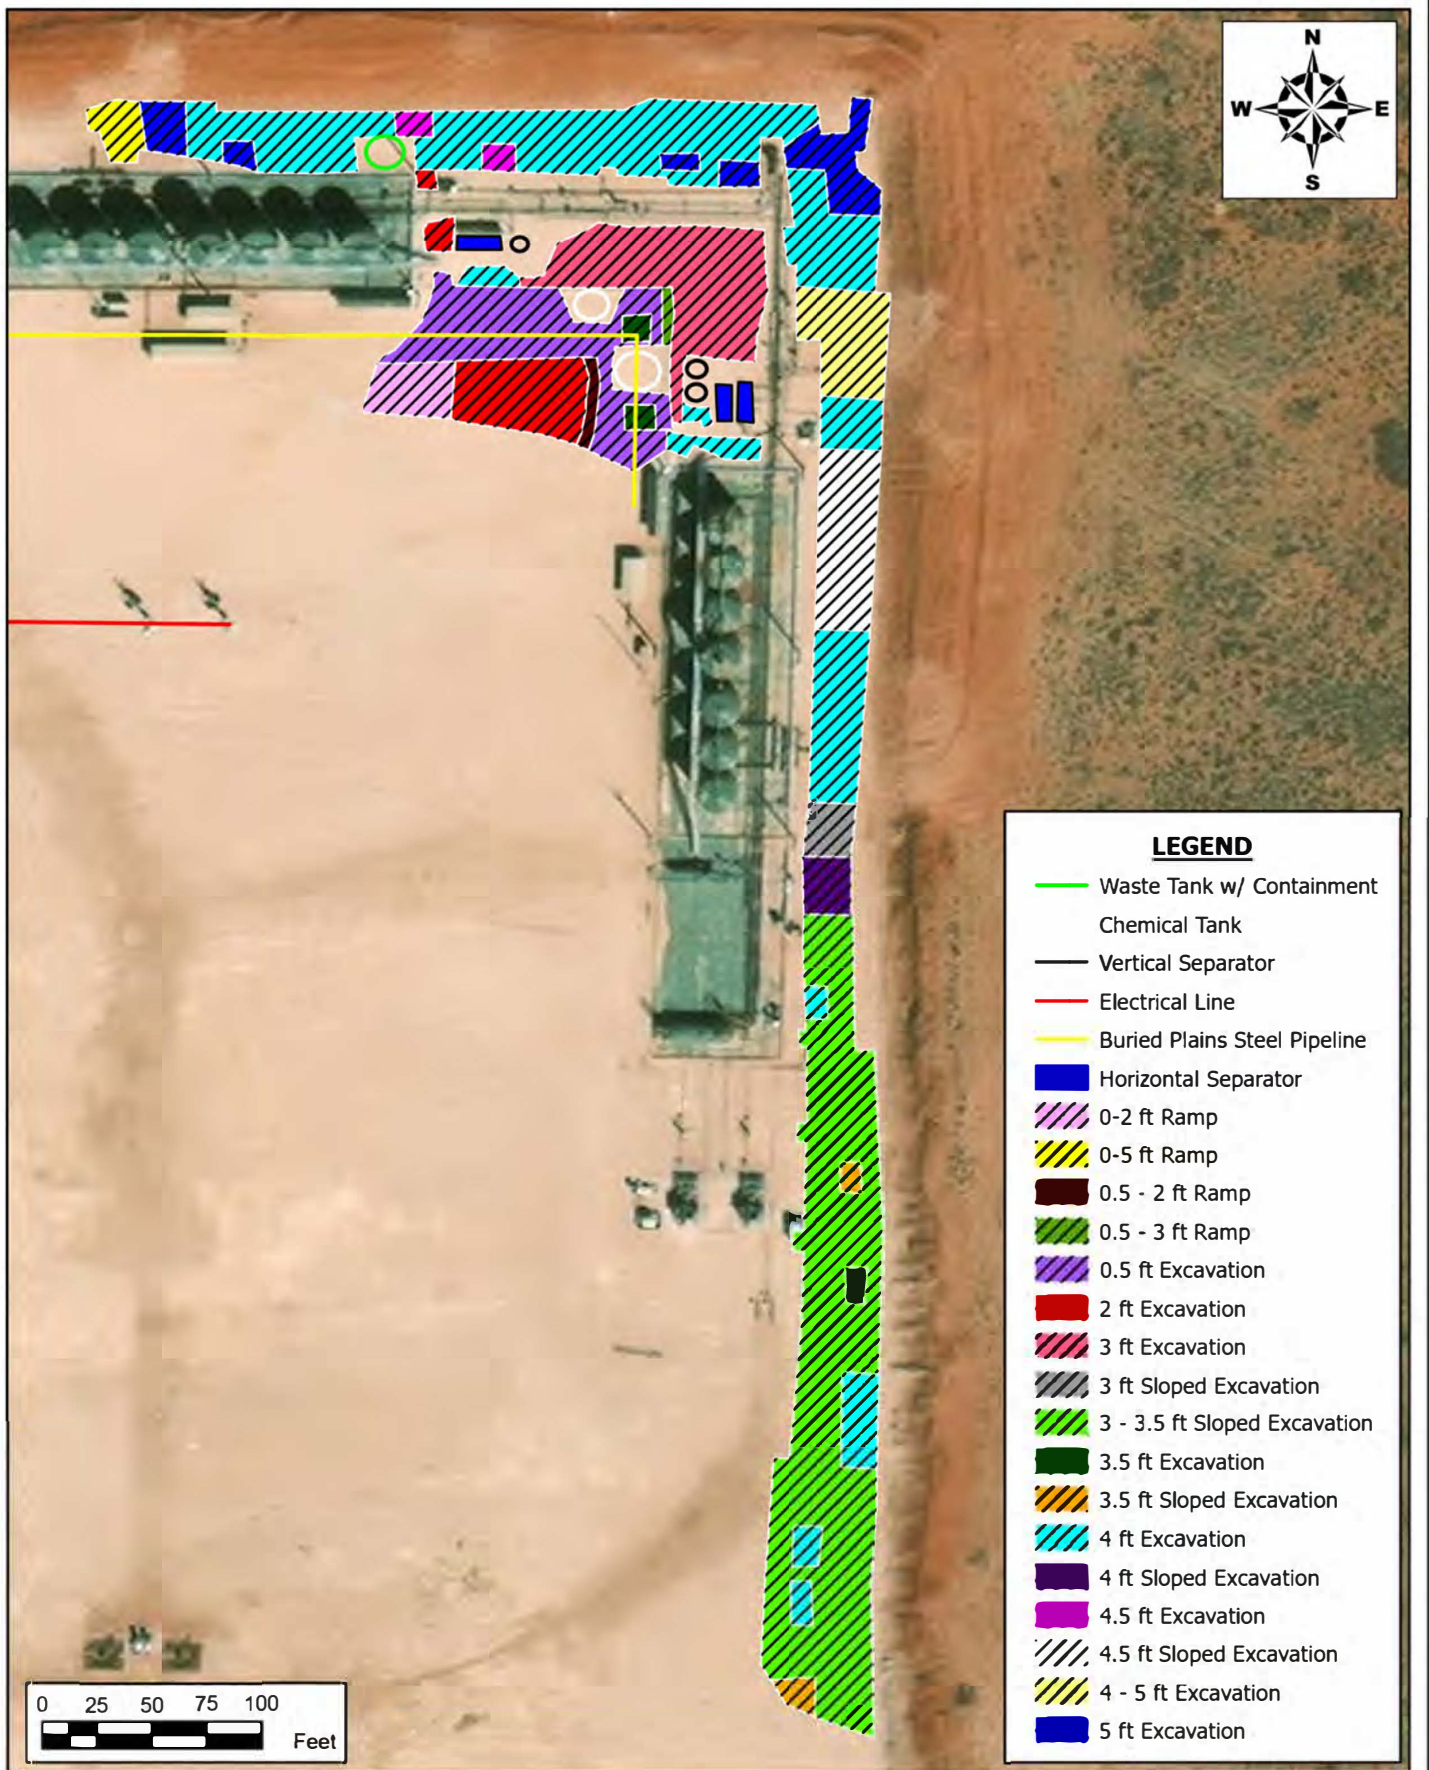 N
W E
S
LEGEND
Waste Tank w/ Containment
Chemical Tank
Vertical Separator
Electrical Line
Buried Plains Steel Pipeline
Horizontal Separator
0-2 ft Ramp
0-5 ft Ramp
0.5 - 2 ft Ramp
0.5 - 3 ft Ramp
0.5 ft Excavation
2 ft Excavation
3 ft Excavation
3 ft Sloped Excavation
3 - 3.5 ft Sloped Excavation
3.5 ft Excavation
3.5 ft Sloped Excavation
4 ft Excavation
4 ft Sloped Excavation
4.5 ft Excavation
4.5 ft Sloped Excavation
4 - 5 ft Excavation
5 ft Excavation
0 25 50 75 100
Feet